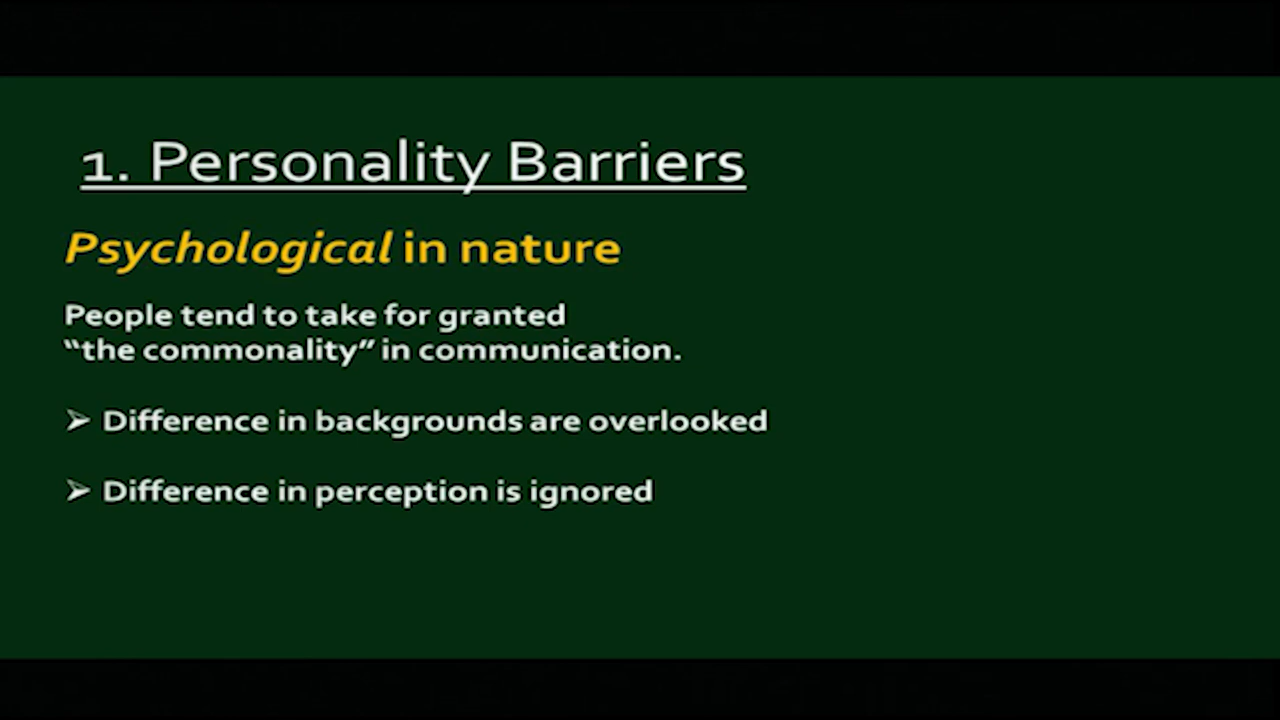 1. Personality Barriers
Psychological in nature
People tend to take for granted
“the commonality” in communication.
➢ Difference in backgrounds are overlooked
➢ Difference in perception is ignored